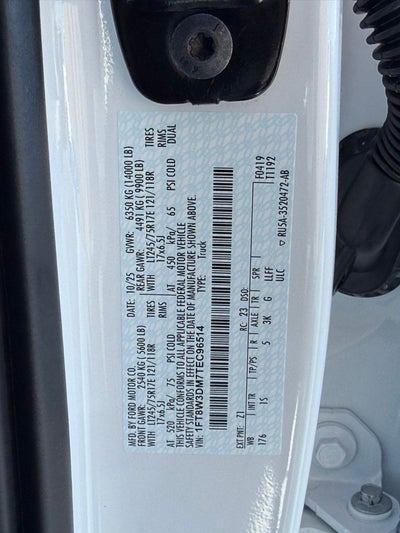 MFD. BY FORD MOTOR CO.
DATE: 10/25 GVWR: 6350 KG (14000 LB)
FRONT GAWR: 2540 KG (5600 LB) REAR GAWR: 4491 KG (9900 LB)
WITH LT245/75R17E 121/118R TIRES WITH LT245/75R17E 121/118R TIRES
17x6.5J RIMS 17x6.5J RIMS
AT 520 kPa/ 75 PSI COLD AT 450 kPa/ 65 PSI COLD DUAL
THIS VEHICLE CONFORMS TO ALL APPLICABLE FEDERAL MOTOR VEHICLE
SAFETY STANDARDS IN EFFECT ON THE DATE OF MANUFACTURE SHOWN ABOVE.
VIN: 1FT8W3DM7TEC96514
TYPE: Truck
F0419
T1192
EXT PNT: Z1 RC: 23 DSO:
WB INT TR TP/PS R AXLE TR SPR
176 15 5 3K G LLFF
ULC
▽ RU5A-3520472-AB